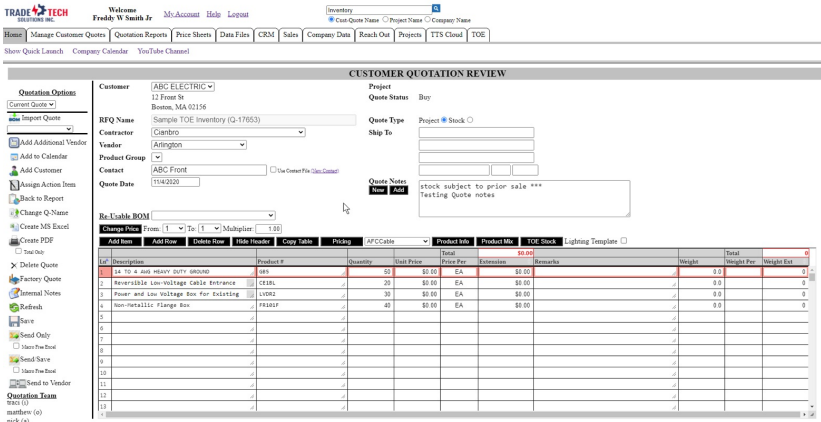 TRADE TECH
SOLUTIONS INC.
Welcome
Freddy W Smith Jr
My Account Help Logout
Inventory
Cust-Quote Name Project Name Company Name
Home Manage Customer Quotes Quotation Reports Price Sheets Data Files CRM Sales Company Data Reach Out Projects TTS Cloud TOE
Show Quick Launch Company Calendar YouTube Channel
CUSTOMER QUOTATION REVIEW
Quotation Options
Current Quote
Import Quote
Add Additional Vendor
Add to Calendar
Add Customer
Assign Action Item
Back to Report
Change Q-Name
Create MS Excel
Create PDF
Total Only
Delete Quote
Factory Quote
Internal Notes
Refresh
Save
Send Only
Macro Free Excel
Send/Save
Macro Free Excel
Send to Vendor
Quotation Team
traci (i)
matthew (o)
nick (a)
Customer ABC ELECTRIC
12 Front St
Boston, MA 02156
RFQ Name Sample TOE Inventory (Q-17653)
Contractor Cianbro
Vendor Arlington
Product Group
Contact ABC Front Use Contact File (View Contact)
Quote Date 11/4/2020
Project
Quote Status Buy
Quote Type Project Stock
Ship To
Quote Notes
New Add
stock subject to prior sale ***
Testing Quote notes
Re-Usable BOM
Change Price From: 1 To: 1 Multiplier: 1.00
Add Item Add Row Delete Row Hide Header Copy Table Pricing AFCCable Product Info Product Mix TOE Stock Lighting Template
Total $0.00 Total 0
Ln# Description Product # Quantity Unit Price Price Per Extension Remarks Weight Weight Per Weight Ext
1 14 TO 4 AWG HEAVY DUTY GROUND GB5 50 $0.00 EA $0.00 0.0 0
2 Reversible Low-Voltage Cable Entrance CE1BL 20 $0.00 EA $0.00 0.0 0
3 Power and Low Voltage Box for Existing LVDR2 30 $0.00 EA $0.00 0.0 0
4 Non-Metallic Flange Box FR101F 40 $0.00 EA $0.00 0.0 0
5
6
7
8
9
10
11
12
13